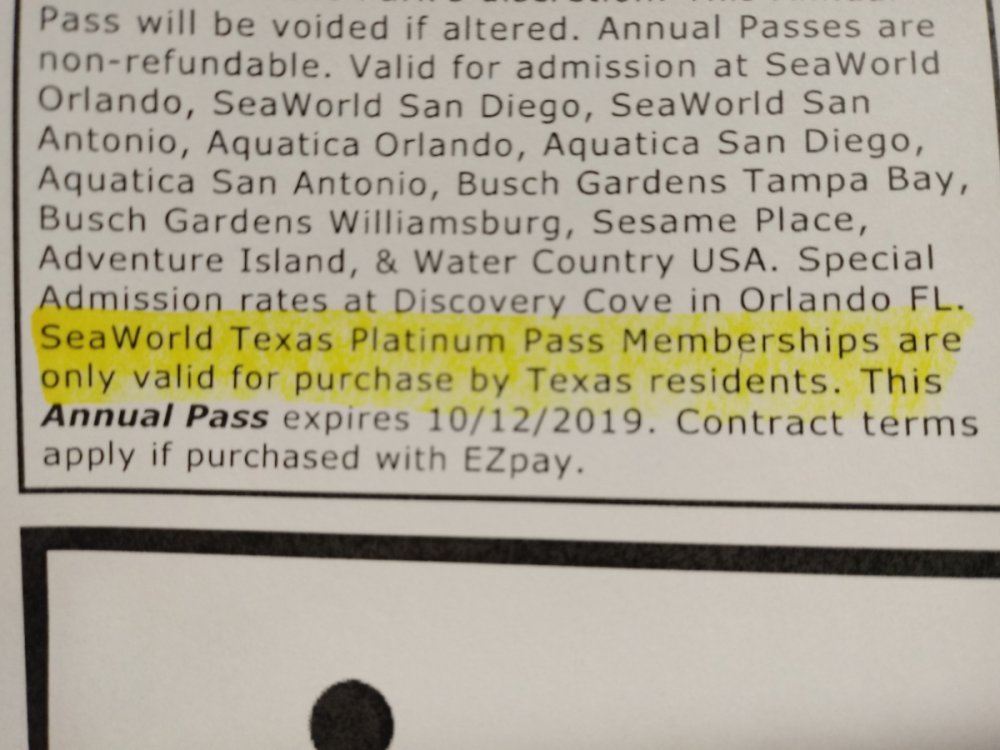 Pass will be voided if altered. Annual Passes are
non-refundable. Valid for admission at SeaWorld
Orlando, SeaWorld San Diego, SeaWorld San
Antonio, Aquatica Orlando, Aquatica San Diego,
Aquatica San Antonio, Busch Gardens Tampa Bay,
Busch Gardens Williamsburg, Sesame Place,
Adventure Island, & Water Country USA. Special
Admission rates at Discovery Cove in Orlando FL.
SeaWorld Texas Platinum Pass Memberships are
only valid for purchase by Texas residents. This
Annual Pass expires 10/12/2019. Contract terms
apply if purchased with EZpay.